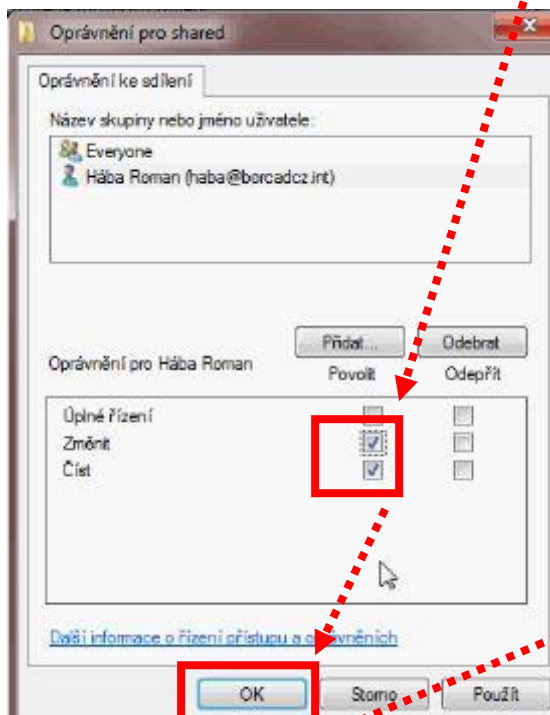 Oprávnění pro shared
Oprávnění ke sdílení
Název skupiny nebo jméno uživatele:
Everyone
Hába Roman (haba@borcadcz.int)
Přidat... Odebrat
Oprávnění pro Hába Roman Povolit Odepřít
Úplné řízení
Změnit
Číst
Další informace o řízení přístupu a oprávněních
OK Storno Použít